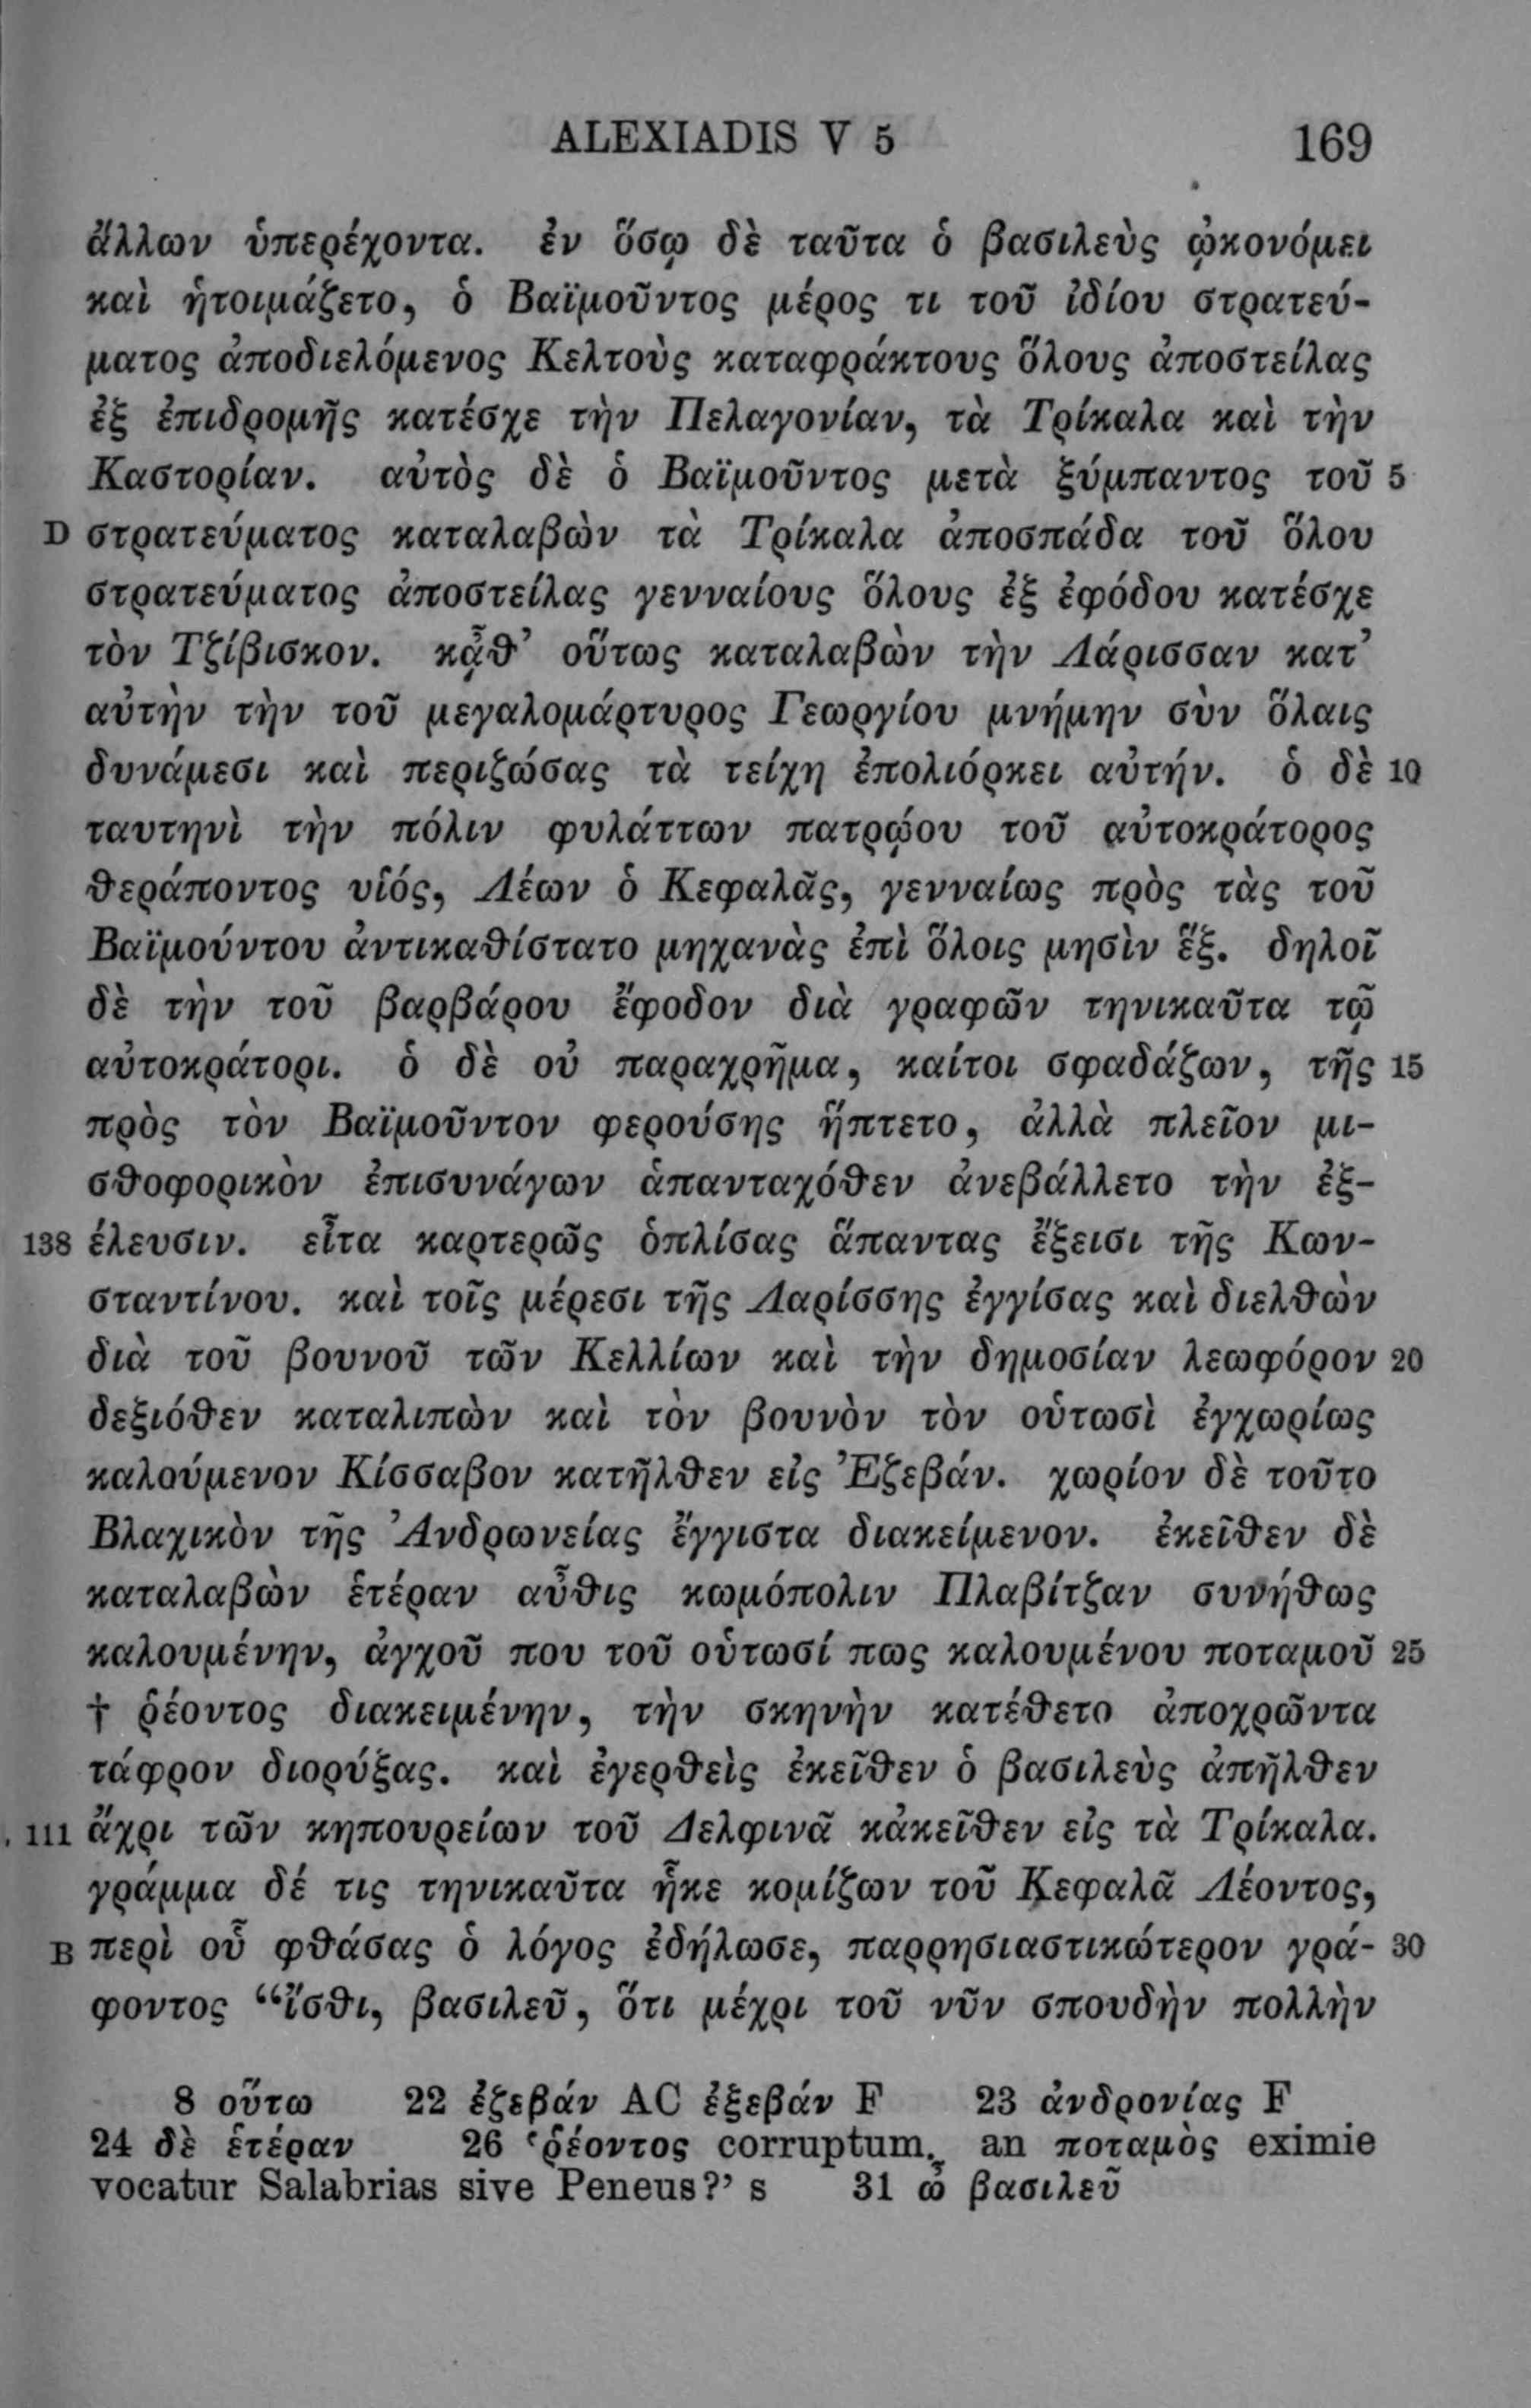 ALEXIADIS V 5 169
ἄλλων ὑπερέχοντα. ἐν ὅσῳ δὲ ταῦτα ὁ βασιλεὺς ᾠκονόμει
καὶ ἡτοιμάζετο, ὁ Βαϊμοῦντος μέρος τι τοῦ ἰδίου στρατεύ-
ματος ἀποδιελόμενος Κελτοὺς καταφράκτους ὅλους ἀποστείλας
ἐξ ἐπιδρομῆς κατέσχε τὴν Πελαγονίαν, τὰ Τρίκαλα καὶ τὴν
Καστορίαν. αὐτὸς δὲ ὁ Βαϊμοῦντος μετὰ ξύμπαντος τοῦ 5
D στρατεύματος καταλαβὼν τὰ Τρίκαλα ἀποσπάδα τοῦ ὅλου
στρατεύματος ἀποστείλας γενναίους ὅλους ἐξ ἐφόδου κατέσχε
τὸν Τζίβισκον. κᾆθ’ οὕτως καταλαβὼν τὴν Λάρισσαν κατ’
αὐτὴν τὴν τοῦ μεγαλομάρτυρος Γεωργίου μνήμην σὺν ὅλαις
δυνάμεσι καὶ περιζώσας τὰ τείχη ἐπολιόρκει αὐτήν. ὁ δὲ 10
ταυτηνὶ τὴν πόλιν φυλάττων πατρῴου τοῦ αὐτοκράτορος
θεράποντος υἱός, Λέων ὁ Κεφαλᾶς, γενναίως πρὸς τὰς τοῦ
Βαϊμούντου ἀντικαθίστατο μηχανὰς ἐπὶ ὅλοις μησὶν ἕξ. δηλοῖ
δὲ τὴν τοῦ βαρβάρου ἔφοδον διὰ γραφῶν τηνικαῦτα τῷ
αὐτοκράτορι. ὁ δὲ οὐ παραχρῆμα, καίτοι σφαδάζων, τῆς 15
πρὸς τὸν Βαϊμοῦντον φερούσης ἥπτετο, ἀλλὰ πλεῖον μι-
σθοφορικὸν ἐπισυνάγων ἁπανταχόθεν ἀνεβάλλετο τὴν ἐξ-
138 έλευσιν. εἶτα καρτερῶς ὁπλίσας ἅπαντας ἔξεισι τῆς Κων-
σταντίνου. καὶ τοῖς μέρεσι τῆς Λαρίσσης ἐγγίσας καὶ διελθὼν
διὰ τοῦ βουνοῦ τῶν Κελλίων καὶ τὴν δημοσίαν λεωφόρον 20
δεξιόθεν καταλιπὼν καὶ τὸν βουνὸν τὸν οὑτωσὶ ἐγχωρίως
καλούμενον Κίσσαβον κατῆλθεν εἰς Ἐζεβάν. χωρίον δὲ τοῦτο
Βλαχικὸν τῆς Ἀνδρωνείας ἔγγιστα διακείμενον. ἐκεῖθεν δὲ
καταλαβὼν ἑτέραν αὖθις κωμόπολιν Πλαβίτζαν συνήθως
καλουμένην, ἀγχοῦ που τοῦ οὑτωσί πως καλουμένου ποταμοῦ 25
† ῥέοντος διακειμένην, τὴν σκηνὴν κατέθετο ἀποχρῶντα
τάφρον διορύξας. καὶ ἐγερθεὶς ἐκεῖθεν ὁ βασιλεὺς ἀπῆλθεν
111 ἄχρι τῶν κηπουρείων τοῦ Δελφινᾶ κἀκεῖθεν εἰς τὰ Τρίκαλα.
γράμμα δέ τις τηνικαῦτα ἧκε κομίζων τοῦ Κεφαλᾶ Λέοντος,
B περὶ οὗ φθάσας ὁ λόγος ἐδήλωσε, παρρησιαστικώτερον γρά- 30
φοντος “ἴσθι, βασιλεῦ, ὅτι μέχρι τοῦ νῦν σπουδὴν πολλὴν
8 οὕτω 22 ἐζεβάν AC ἐξεβάν F 23 ἀνδρονίας F
24 δὲ ἑτέραν 26 ‘ῥέοντος corruptum. an ποταμὸς eximie
vocatur Salabrias sive Peneus?’ s 31 ὦ βασιλεῦ